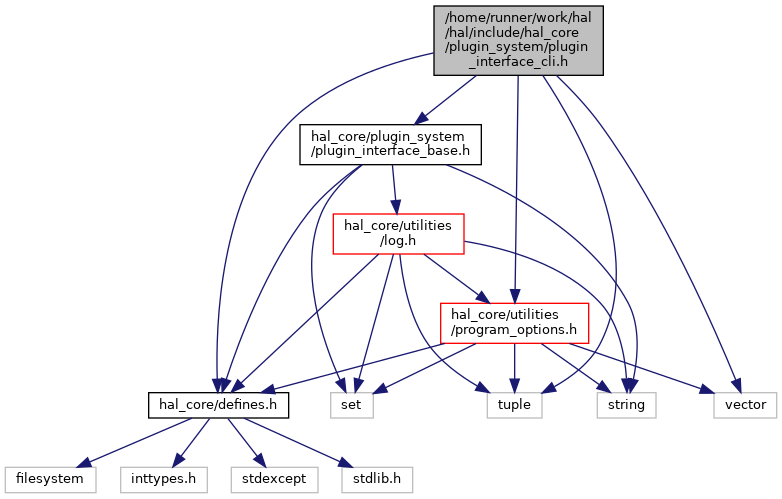 /home/runner/work/hal
/hal/include/hal_core
/plugin_system/plugin
_interface_cli.h
hal_core/plugin_system
/plugin_interface_base.h
hal_core/utilities
/log.h
hal_core/utilities
/program_options.h
hal_core/defines.h
set
tuple
string
vector
filesystem
inttypes.h
stdexcept
stdlib.h